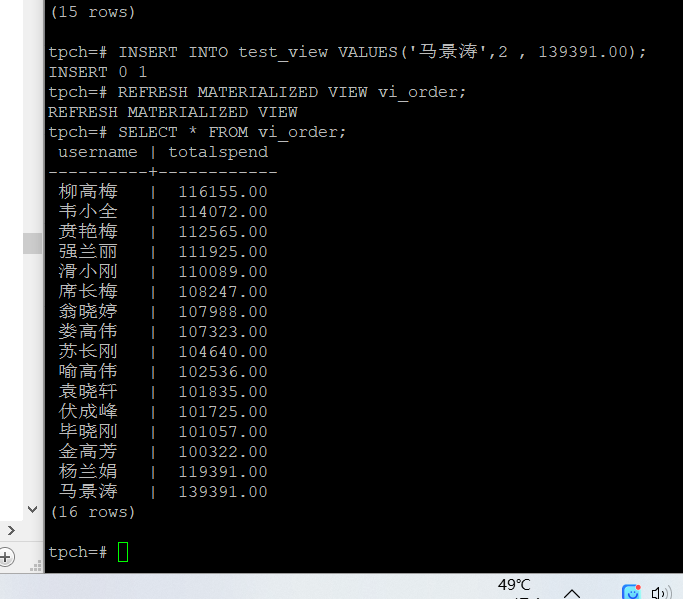 (15 rows)
tpch=# INSERT INTO test_view VALUES('马景涛',2 , 139391.00);
INSERT 0 1
tpch=# REFRESH MATERIALIZED VIEW vi_order;
REFRESH MATERIALIZED VIEW
tpch=# SELECT * FROM vi_order;
 username | totalspend
----------+------------
 柳高梅   |  116155.00
 韦小全   |  114072.00
 贲艳梅   |  112565.00
 强兰丽   |  111925.00
 滑小刚   |  110089.00
 席长梅   |  108247.00
 翁晓婷   |  107988.00
 娄高伟   |  107323.00
 苏长刚   |  104640.00
 喻高伟   |  102536.00
 袁晓轩   |  101835.00
 伏成峰   |  101725.00
 毕晓刚   |  101057.00
 金高芳   |  100322.00
 杨兰娟   |  119391.00
 马景涛   |  139391.00
(16 rows)
tpch=#
49℃